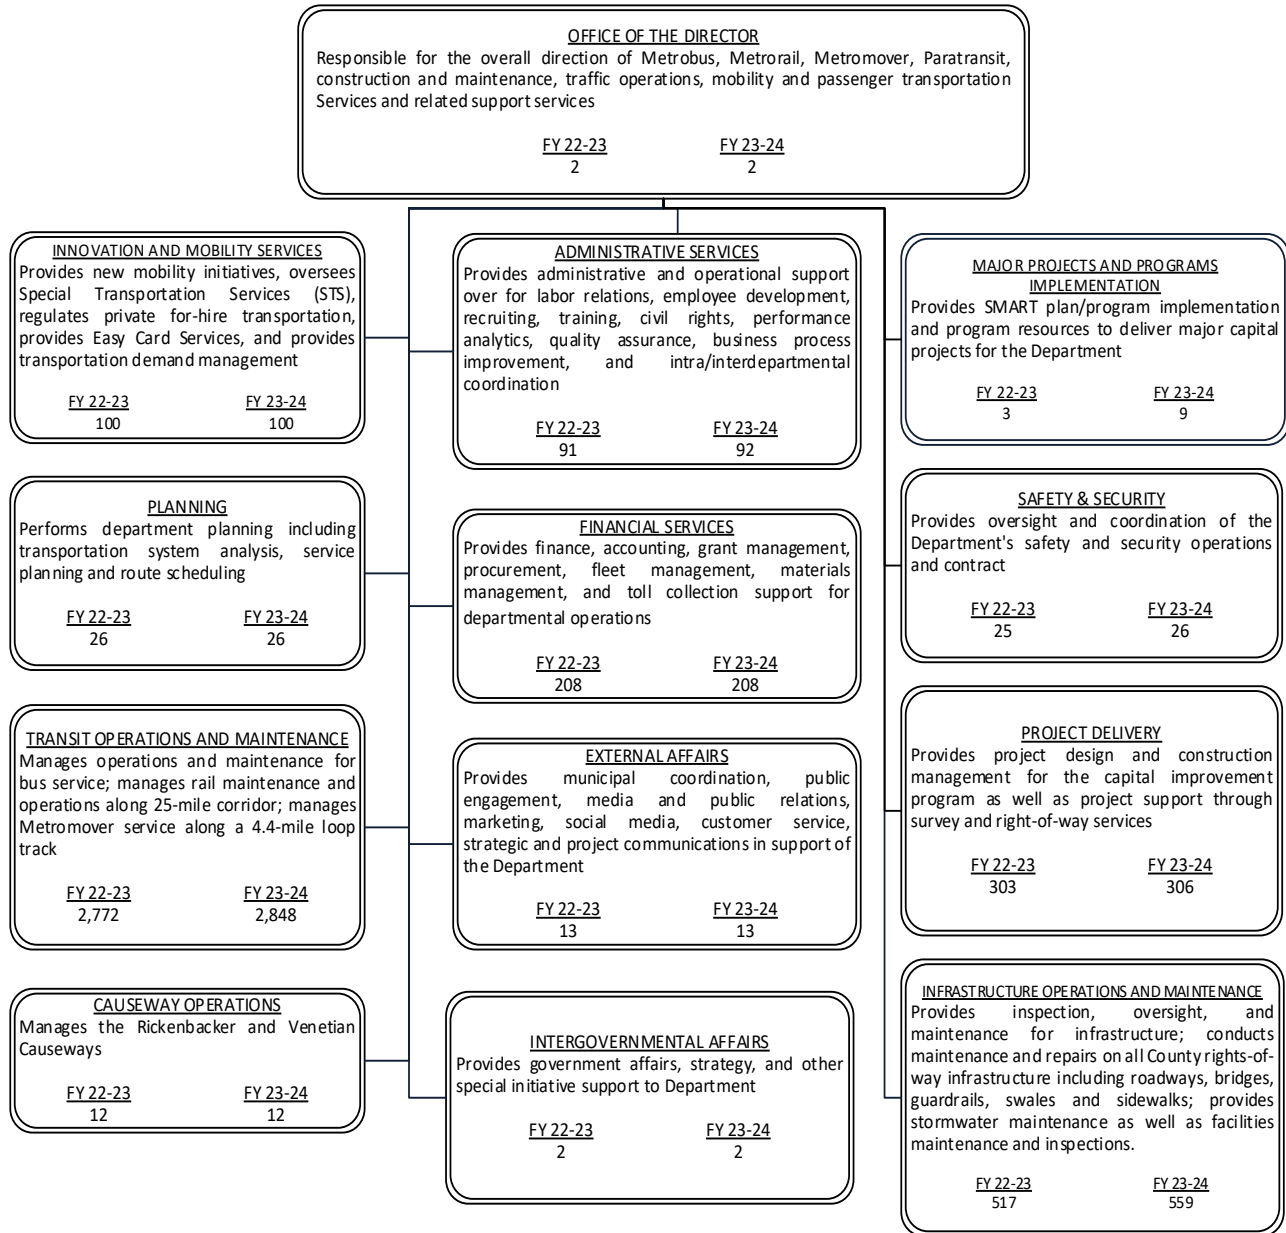 OFFICE OF THE DIRECTOR
Responsible for the overall direction of Metrobus, Metrorail, Metromover, Paratransit,
construction and maintenance, traffic operations, mobility and passenger transportation
Services and related support services
FY 22-23 FY 23-24
2 2
INNOVATION AND MOBILITY SERVICES
Provides new mobility initiatives, oversees
Special Transportation Services (STS),
regulates private for-hire transportation,
provides Easy Card Services, and provides
transportation demand management
FY 22-23 FY 23-24
100 100
PLANNING
Performs department planning including
transportation system analysis, service
planning and route scheduling
FY 22-23 FY 23-24
26 26
TRANSIT OPERATIONS AND MAINTENANCE
Manages operations and maintenance for
bus service; manages rail maintenance and
operations along 25-mile corridor; manages
Metromover service along a 4.4-mile loop
track
FY 22-23 FY 23-24
2,772 2,848
CAUSEWAY OPERATIONS
Manages the Rickenbacker and Venetian
Causeways
FY 22-23 FY 23-24
12 12
ADMINISTRATIVE SERVICES
Provides administrative and operational support
over for labor relations, employee development,
recruiting, training, civil rights, performance
analytics, quality assurance, business process
improvement, and intra/interdepartmental
coordination
FY 22-23 FY 23-24
91 92
FINANCIAL SERVICES
Provides finance, accounting, grant management,
procurement, fleet management, materials
management, and toll collection support for
departmental operations
FY 22-23 FY 23-24
208 208
EXTERNAL AFFAIRS
Provides municipal coordination, public
engagement, media and public relations,
marketing, social media, customer service,
strategic and project communications in support of
the Department
FY 22-23 FY 23-24
13 13
INTERGOVERNMENTAL AFFAIRS
Provides government affairs, strategy, and other
special initiative support to Department
FY 22-23 FY 23-24
2 2
MAJOR PROJECTS AND PROGRAMS
IMPLEMENTATION
Provides SMART plan/program implementation
and program resources to deliver major capital
projects for the Department
FY 22-23 FY 23-24
3 9
SAFETY & SECURITY
Provides oversight and coordination of the
Department's safety and security operations
and contract
FY 22-23 FY 23-24
25 26
PROJECT DELIVERY
Provides project design and construction
management for the capital improvement
program as well as project support through
survey and right-of-way services
FY 22-23 FY 23-24
303 306
INFRASTRUCTURE OPERATIONS AND MAINTENANCE
Provides inspection, oversight, and
maintenance for infrastructure; conducts
maintenance and repairs on all County rights-of-
way infrastructure including roadways, bridges,
guardrails, swales and sidewalks; provides
stormwater maintenance as well as facilities
maintenance and inspections.
FY 22-23 FY 23-24
517 559